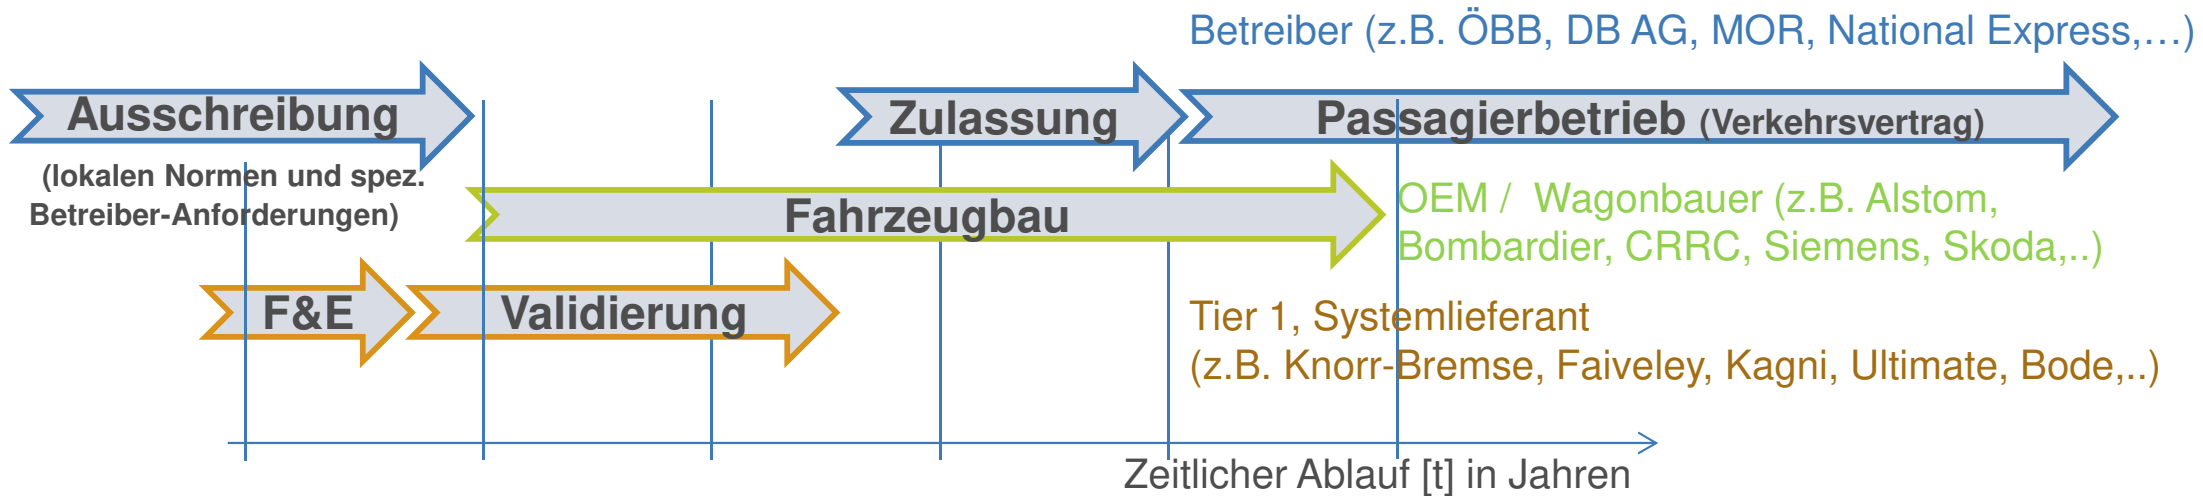 Betreiber (z.B. ÖBB, DB AG, MOR, National Express,…)
Ausschreibung
Zulassung
Passagierbetrieb (Verkehrsvertrag)
(lokalen Normen und spez.
Betreiber-Anforderungen)
Fahrzeugbau
OEM / Wagonbauer (z.B. Alstom,
Bombardier, CRRC, Siemens, Skoda,..)
F&E
Validierung
Tier 1, Systemlieferant
(z.B. Knorr-Bremse, Faiveley, Kagni, Ultimate, Bode,..)
Zeitlicher Ablauf [t] in Jahren